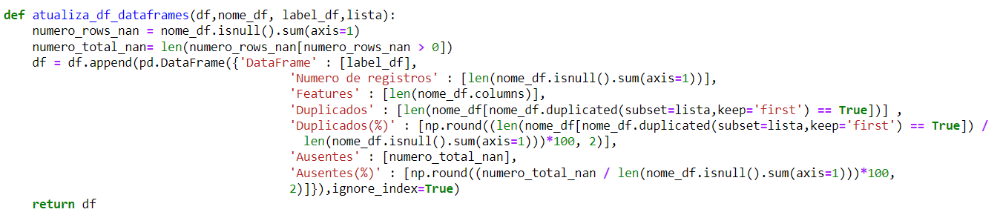 def atualiza_df_dataframes(df,nome_df, label_df,lista):
    numero_rows_nan = nome_df.isnull().sum(axis=1)
    numero_total_nan= len(numero_rows_nan[numero_rows_nan > 0])
    df = df.append(pd.DataFrame({'DataFrame' : [label_df],
                                 'Numero de registros' : [len(nome_df.isnull().sum(axis=1))],
                                 'Features' : [len(nome_df.columns)],
                                 'Duplicados' : [len(nome_df[nome_df.duplicated(subset=lista,keep='first') == True])] ,
                                 'Duplicados(%)' : [np.round((len(nome_df[nome_df.duplicated(subset=lista,keep='first') == True]) /
                                   len(nome_df.isnull().sum(axis=1)))*100, 2)],
                                 'Ausentes' : [numero_total_nan],
                                 'Ausentes(%)' : [np.round((numero_total_nan / len(nome_df.isnull().sum(axis=1)))*100,
                                 2)]}),ignore_index=True)
    return df